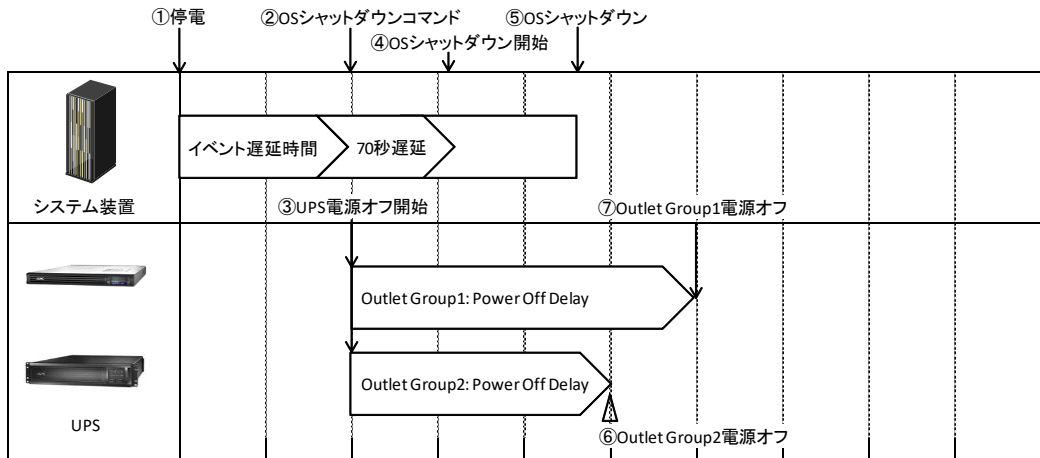 ①停電
②OSシャットダウンコマンド
⑤OSシャットダウン
④OSシャットダウン開始
イベント遅延時間
70秒遅延
システム装置
③UPS電源オフ開始
⑦Outlet Group1電源オフ
Outlet Group1: Power Off Delay
Outlet Group2: Power Off Delay
UPS
⑥Outlet Group2電源オフ